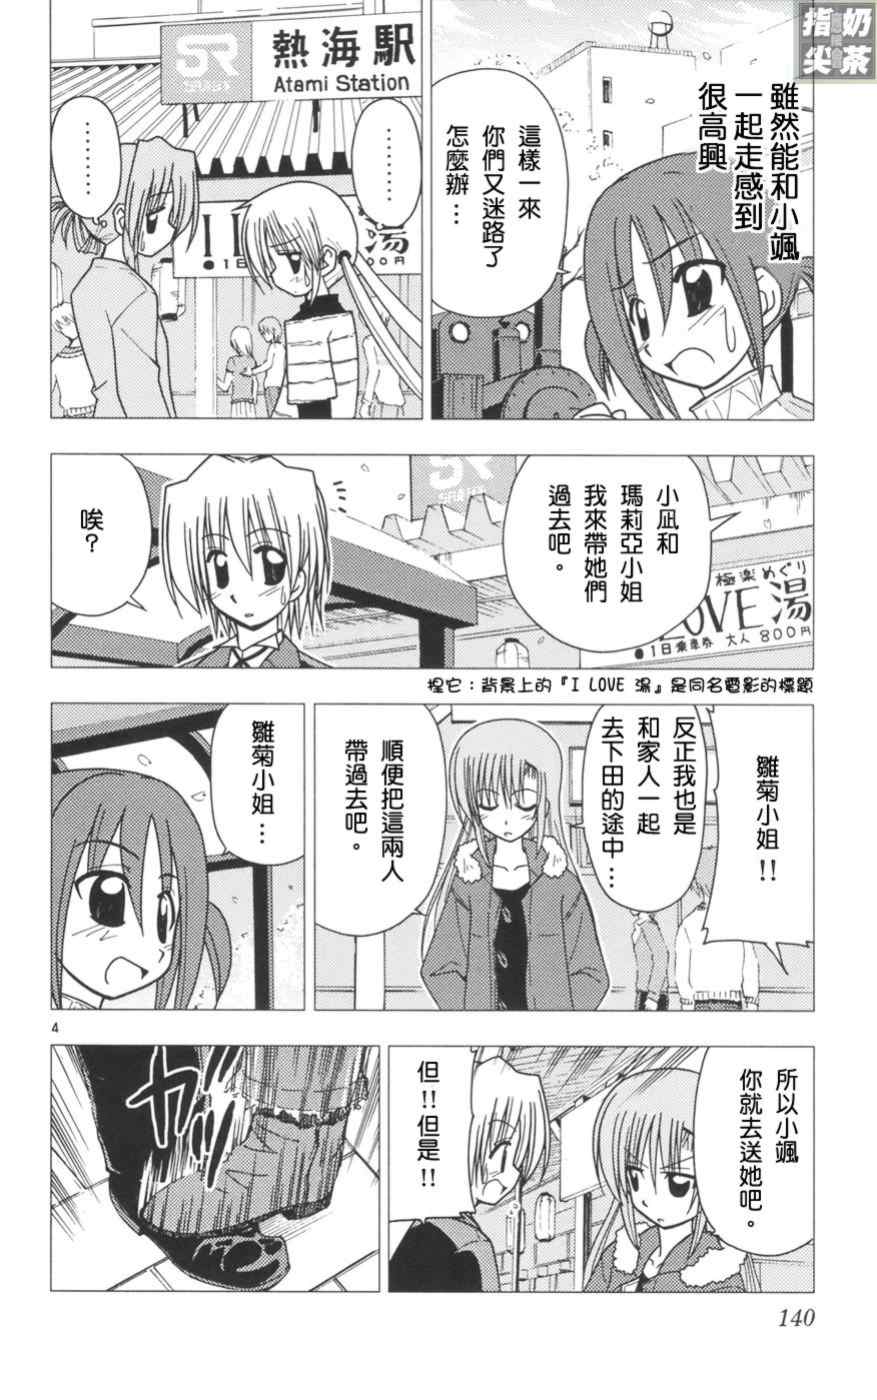 指奶
尖茶
雖然能和小颯
一起走感到
很高興
這樣一來
你們又迷路了
怎麼辦…
SR
熱海駅
Atami Station
………
………
湯
小凪和
瑪莉亞小姐
我來帶她們
過去吧。
唉？
SR
極楽めぐり
LOVE 湯
●1日乗車券 大人 800円
捏它：背景上的『I LOVE 湯』是同名電影的標題
雛菊小姐!!
反正我也是
和家人一起
去下田的途中…
順便把這兩人
帶過去吧。
雛菊小姐…
4
所以小颯
你就去送她吧。
但!!但是!!
カッ
140